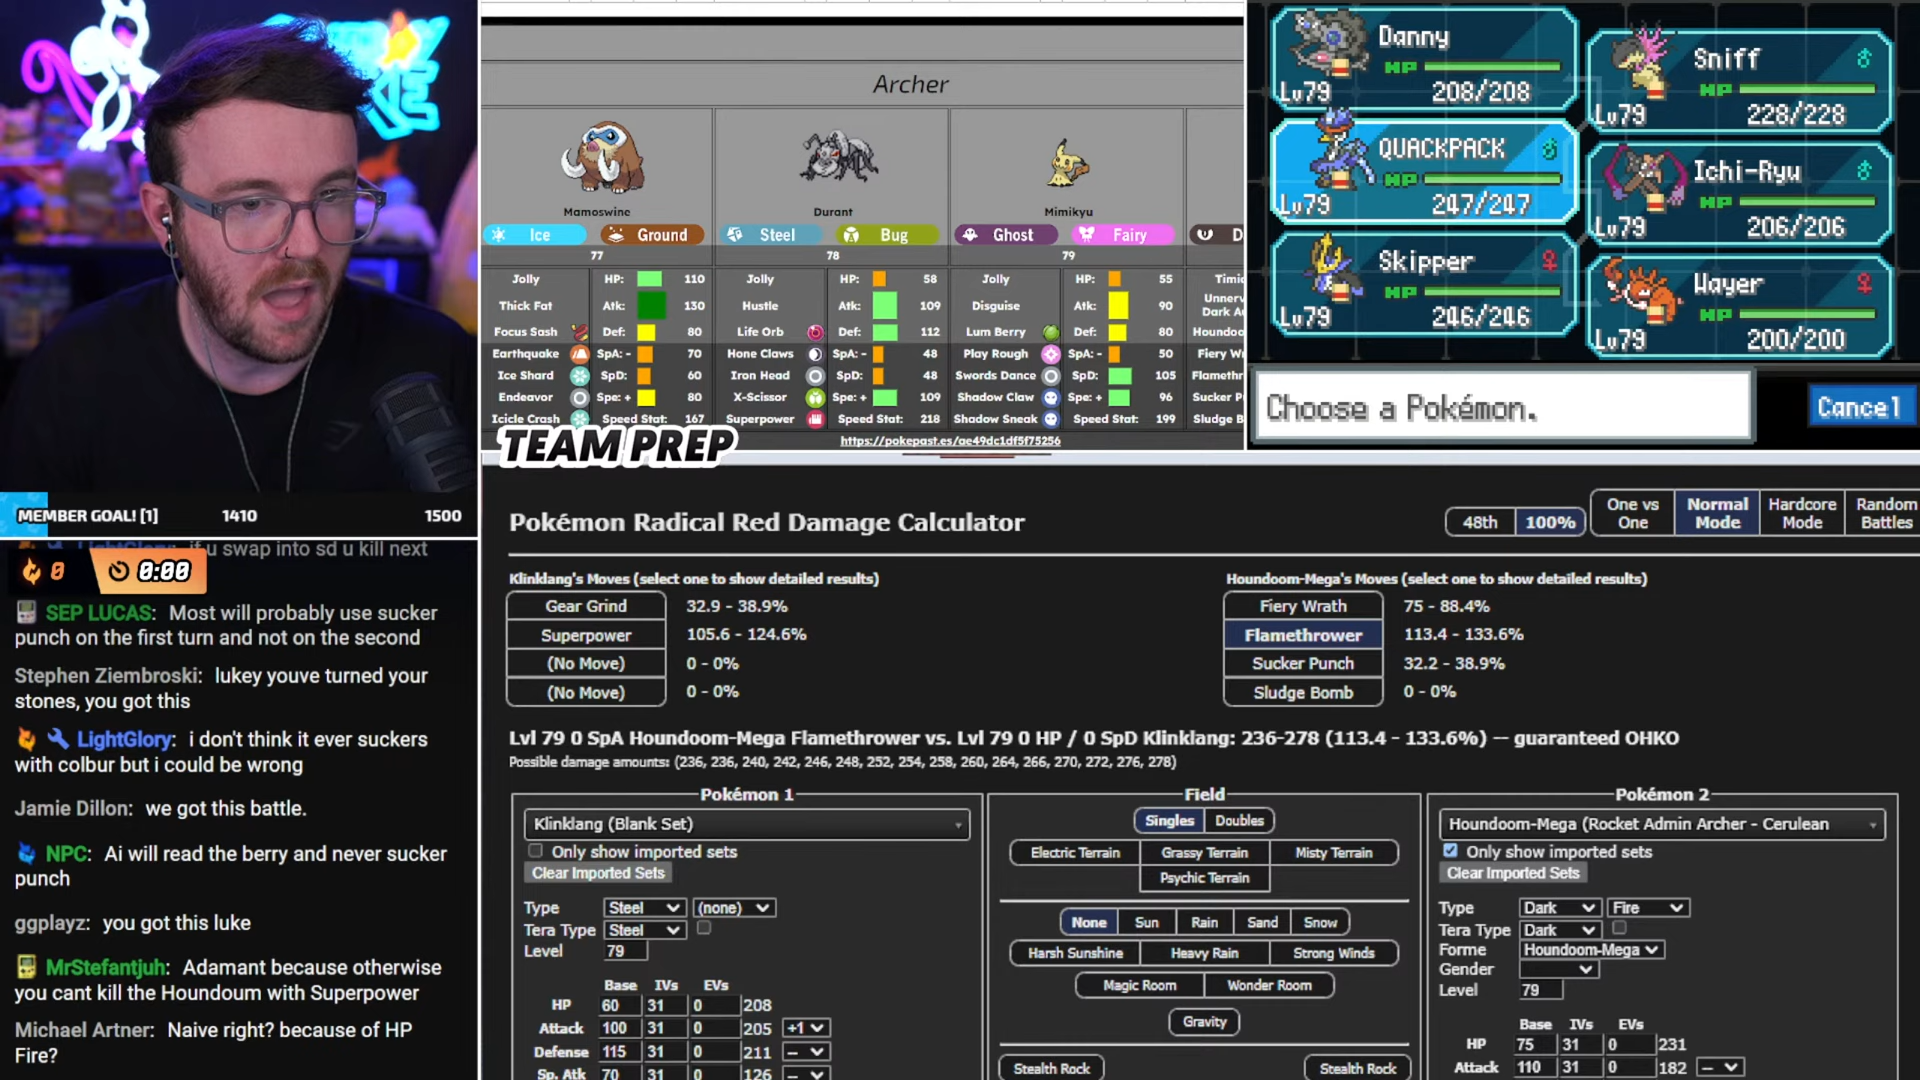 MEMBER GOAL! [1] 1410 1500
LightGlory: if u swap into sd u kill next
0 0:00
SEP LUCAS: Most will probably use sucker
punch on the first turn and not on the second
Stephen Ziembroski: lukey youve turned your
stones, you got this
LightGlory: i don't think it ever suckers
with colbur but i could be wrong
Jamie Dillon: we got this battle.
NPC: Ai will read the berry and never sucker
punch
ggplayz: you got this luke
MrStefantjuh: Adamant because otherwise
you cant kill the Houndoum with Superpower
Michael Artner: Naive right? because of HP
Fire?
Archer
Mamoswine Durant Mimikyu
Ice Ground Steel Bug Ghost Fairy D
77 78 79
Jolly HP: 110 Jolly HP: 58 Jolly HP: 55 Timi
Thick Fat Atk: 130 Hustle Atk: 109 Disguise Atk: 90 Unnerv
Dark A
Focus Sash Def: 80 Life Orb Def: 112 Lum Berry Def: 80 Houndoo
Earthquake SpA: - 70 Hone Claws SpA: - 48 Play Rough SpA: - 50 Fiery Wr
Ice Shard SpD: 60 Iron Head SpD: 48 Swords Dance SpD: 105 Flamethr
Endeavor Spe: + 80 X-Scissor Spe: + 109 Shadow Claw Spe: + 96 Sucker P
Icicle Crash Speed Stat: 167 Superpower Speed Stat: 218 Shadow Sneak Speed Stat: 199 Sludge B
https://pokepast.es/ae49dc1df5f75256
TEAM PREP
Danny
HP
Lv79 208/208
Sniff ♂
HP
Lv79 228/228
QUACKPACK ♂
HP
Lv79 247/247
Ichi-Ryu ♂
HP
Lv79 206/206
Skipper ♀
HP
Lv79 246/246
Wayer ♀
HP
Lv79 200/200
Choose a Pokémon.
Cancel
Pokémon Radical Red Damage Calculator
48th 100% One vs One Normal Mode Hardcore Mode Random Battles
Klinklang's Moves (select one to show detailed results)
Gear Grind 32.9 - 38.9%
Superpower 105.6 - 124.6%
(No Move) 0 - 0%
(No Move) 0 - 0%
Houndoom-Mega's Moves (select one to show detailed results)
Fiery Wrath 75 - 88.4%
Flamethrower 113.4 - 133.6%
Sucker Punch 32.2 - 38.9%
Sludge Bomb 0 - 0%
Lvl 79 0 SpA Houndoom-Mega Flamethrower vs. Lvl 79 0 HP / 0 SpD Klinklang: 236-278 (113.4 - 133.6%) -- guaranteed OHKO
Possible damage amounts: (236, 236, 240, 242, 246, 248, 252, 254, 258, 260, 264, 266, 270, 272, 276, 278)
Pokémon 1
Klinklang (Blank Set)
Only show imported sets
Clear Imported Sets
Type Steel (none)
Tera Type Steel
Level 79
Base IVs EVs
HP 60 31 0 208
Attack 100 31 0 205 +1
Defense 115 31 0 211 --
Sp. Atk 70 31 0 126 --
Field
Singles Doubles
Electric Terrain Grassy Terrain Misty Terrain
Psychic Terrain
None Sun Rain Sand Snow
Harsh Sunshine Heavy Rain Strong Winds
Magic Room Wonder Room
Gravity
Stealth Rock Stealth Rock
Pokémon 2
Houndoom-Mega (Rocket Admin Archer - Cerulean
Only show imported sets
Clear Imported Sets
Type Dark Fire
Tera Type Dark
Forme Houndoom-Mega
Gender
Level 79
Base IVs EVs
HP 75 31 0 231
Attack 110 31 0 182 --